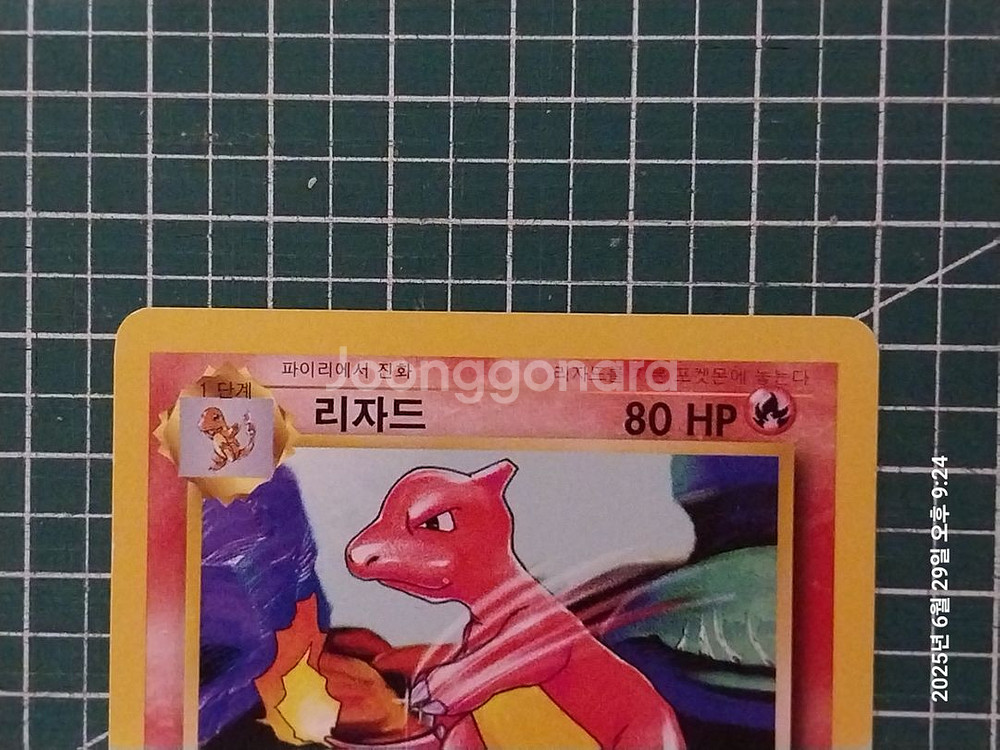 파이리에서 진화
리자드를 포켓몬에 놓는다
1 단계
리자드
80 HP
Joonggonara
2025년 6월 29일 오후 9:24